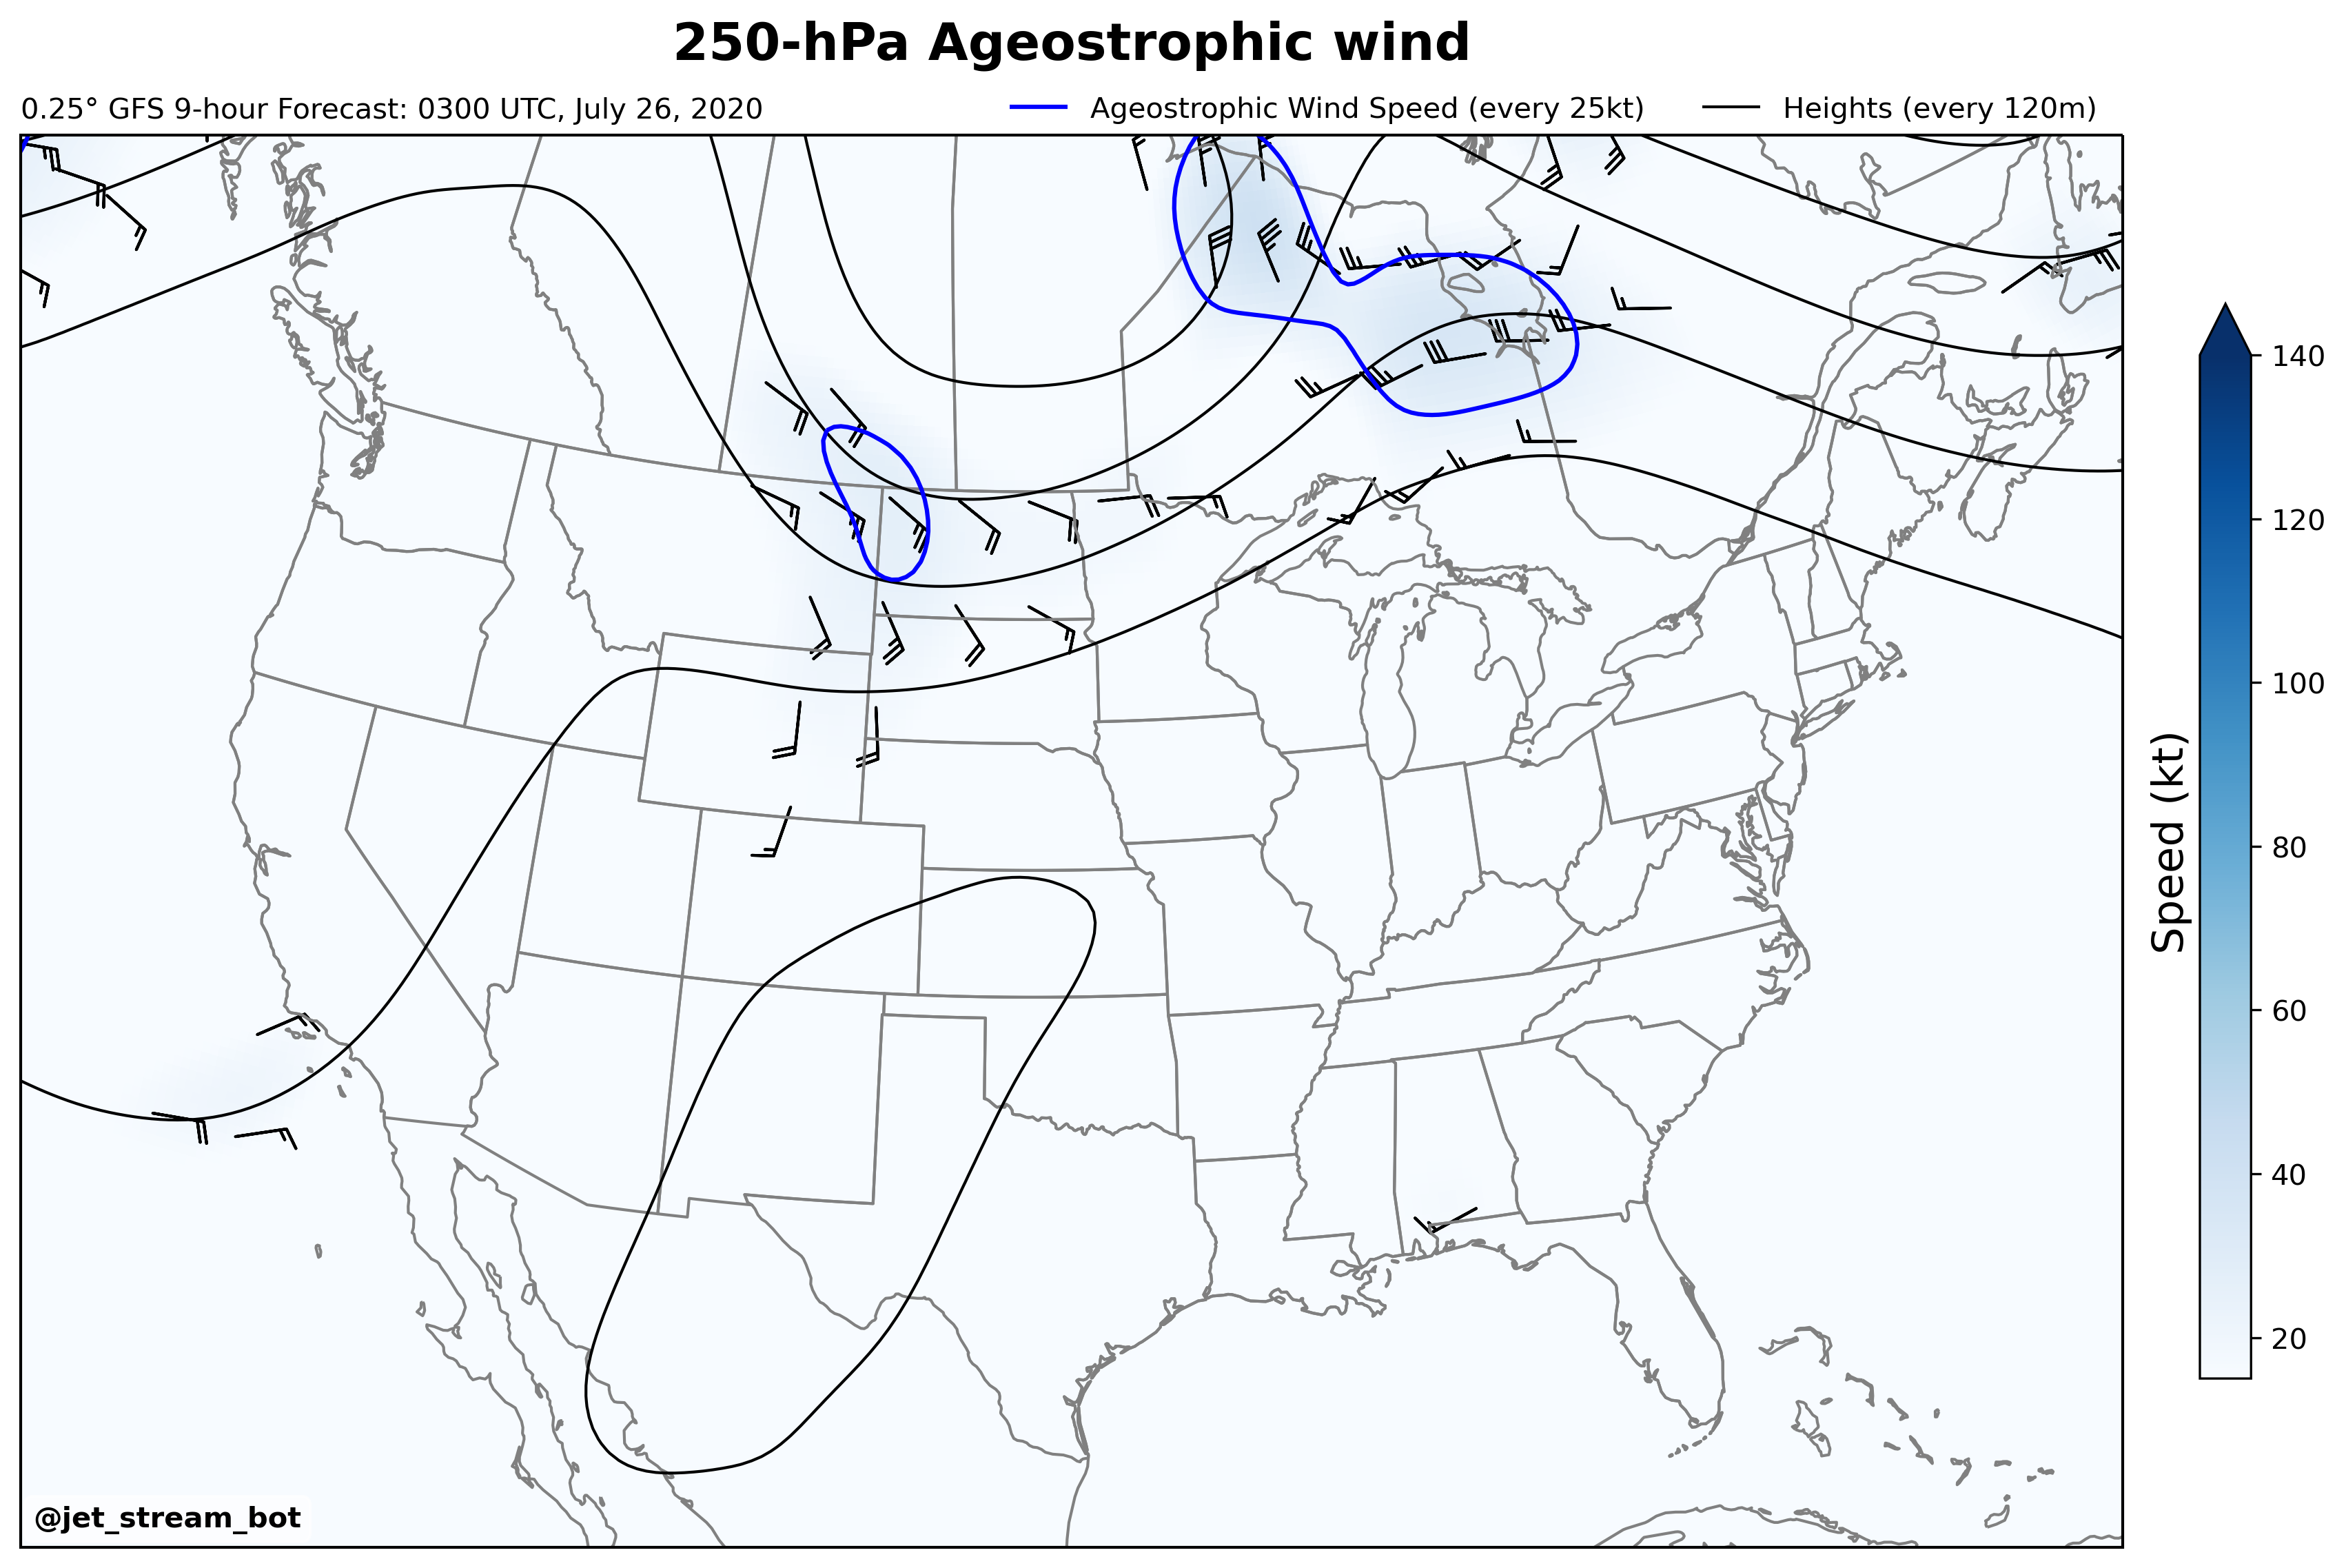 250-hPa Ageostrophic wind
0.25° GFS 9-hour Forecast: 0300 UTC, July 26, 2020
Ageostrophic Wind Speed (every 25kt)
Heights (every 120m)
140
120
100
80
60
40
20
Speed (kt)
@jet_stream_bot